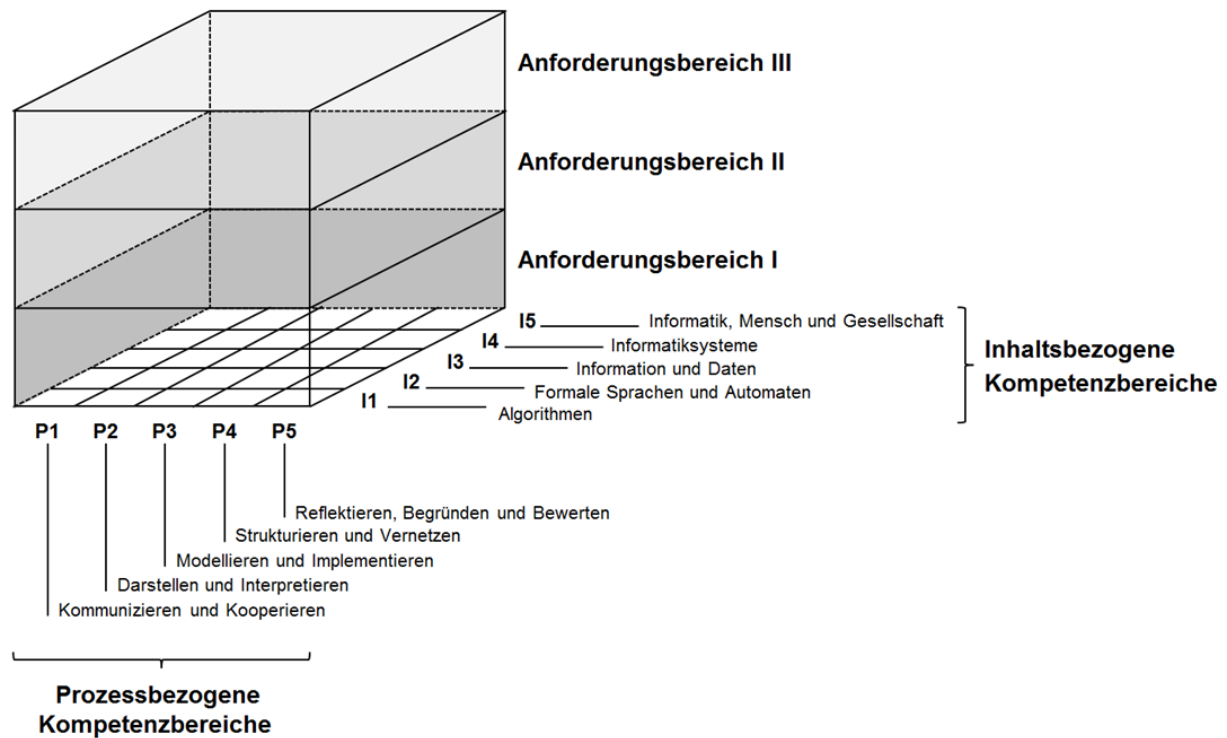 Anforderungsbereich III
Anforderungsbereich II
Anforderungsbereich I
I5 Informatik, Mensch und Gesellschaft
I4 Informatiksysteme
I3 Information und Daten
I2 Formale Sprachen und Automaten
I1 Algorithmen
Inhaltsbezogene
Kompetenzbereiche
P1 P2 P3 P4 P5
Reflektieren, Begründen und Bewerten
Strukturieren und Vernetzen
Modellieren und Implementieren
Darstellen und Interpretieren
Kommunizieren und Kooperieren
Prozessbezogene
Kompetenzbereiche